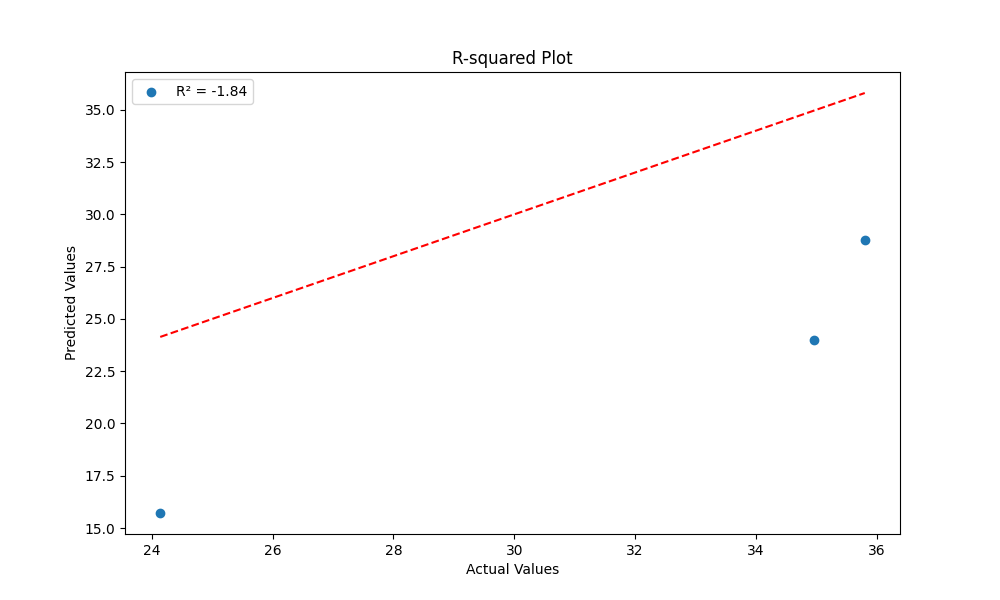 R-squared Plot
R² = -1.84
35.0
32.5
30.0
27.5
25.0
22.5
20.0
17.5
15.0
Predicted Values
24 26 28 30 32 34 36
Actual Values